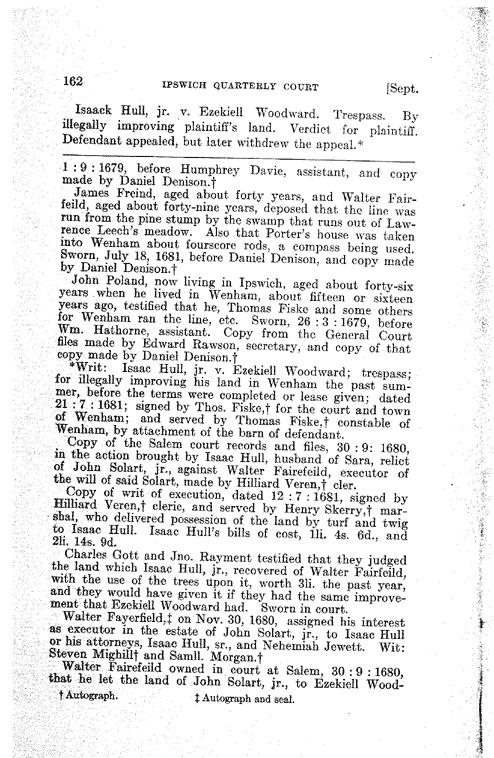 162 IPSWICH QUARTERLY COURT [Sept.
Isaack Hull, jr. v. Ezekiell Woodward. Trespass. By
illegally improving plaintiff's land. Verdict for plaintiff.
Defendant appealed, but later withdrew the appeal.*
1 : 9 : 1679, before Humphrey Davie, assistant, and copy
made by Daniel Denison.†
James Freind, aged about forty years, and Walter Fair-
feild, aged about forty-nine years, deposed that the line was
run from the pine stump by the swamp that runs out of Law-
rence Leech's meadow. Also that Porter's house was taken
into Wenham about fourscore rods, a compass being used.
Sworn, July 18, 1681, before Daniel Denison, and copy made
by Daniel Denison.†
John Poland, now living in Ipswich, aged about forty-six
years when he lived in Wenham, about fifteen or sixteen
years ago, testified that he, Thomas Fiske and some others
for Wenham ran the line, etc. Sworn, 26 : 3 : 1679, before
Wm. Hathorne, assistant. Copy from the General Court
files made by Edward Rawson, secretary, and copy of that
copy made by Daniel Denison.†
*Writ: Isaac Hull, jr. v. Ezekiell Woodward; trespass;
for illegally improving his land in Wenham the past sum-
mer, before the terms were completed or lease given; dated
21 : 7 : 1681; signed by Thos. Fiske,† for the court and town
of Wenham; and served by Thomas Fiske,† constable of
Wenham, by attachment of the barn of defendant.
Copy of the Salem court records and files, 30 : 9: 1680,
in the action brought by Isaac Hull, husband of Sara, relict
of John Solart, jr., against Walter Fairefeild, executor of
the will of said Solart, made by Hilliard Veren,† cler.
Copy of writ of execution, dated 12 : 7 : 1681, signed by
Hilliard Veren,† cleric, and served by Henry Skerry,† mar-
shal, who delivered possession of the land by turf and twig
to Isaac Hull. Isaac Hull's bills of cost, 1li. 4s. 6d., and
2li. 14s. 9d.
Charles Gott and Jno. Rayment testified that they judged
the land which Isaac Hull, jr., recovered of Walter Fairfeild,
with the use of the trees upon it, worth 3li. the past year,
and they would have given it if they had the same improve-
ment that Ezekiell Woodward had. Sworn in court.
Walter Fayerfield,‡ on Nov. 30, 1680, assigned his interest
as executor in the estate of John Solart, jr., to Isaac Hull
or his attorneys, Isaac Hull, sr., and Nehemiah Jewett. Wit:
Steven Mighill† and Samll. Morgan.†
Walter Fairefeild owned in court at Salem, 30 : 9 : 1680,
that he let the land of John Solart, jr., to Ezekiell Wood-
† Autograph. ‡ Autograph and seal.